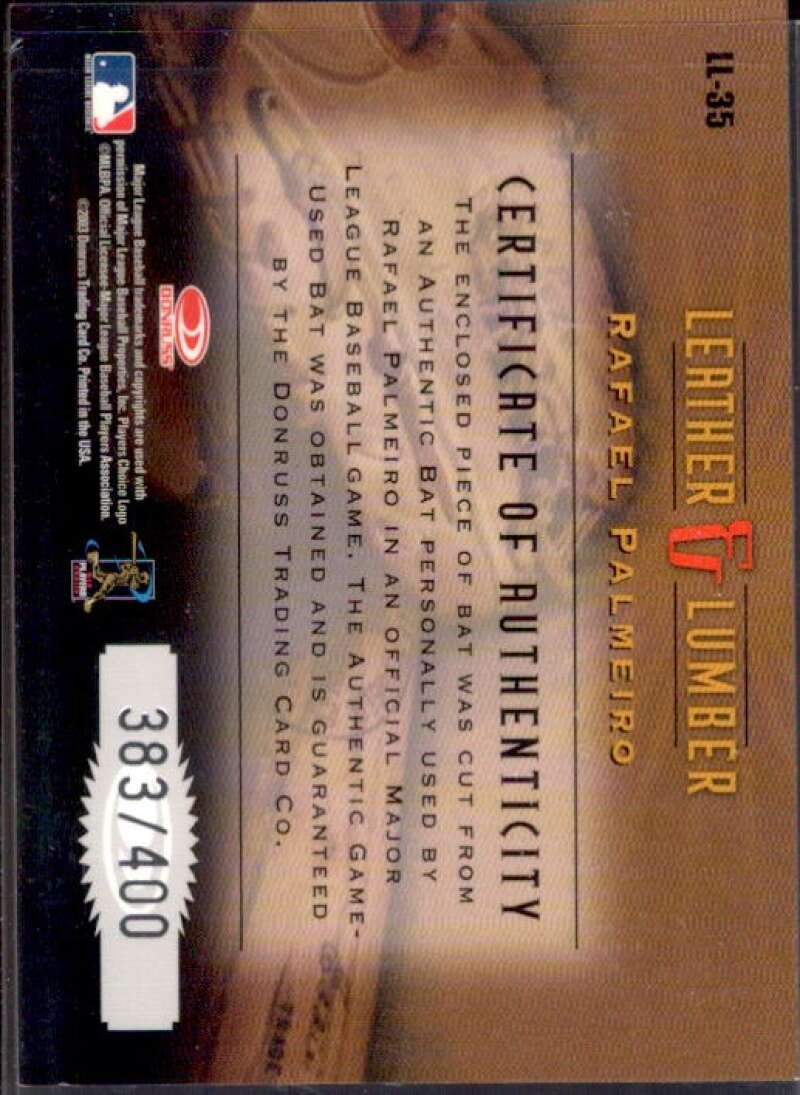 LL-35
LEATHER & LUMBER
RAFAEL PALMEIRO
CERTIFICATE OF AUTHENTICITY
THE ENCLOSED PIECE OF BAT WAS CUT FROM
AN AUTHENTIC BAT PERSONALLY USED BY
RAFAEL PALMEIRO IN AN OFFICIAL MAJOR
LEAGUE BASEBALL GAME. THE AUTHENTIC GAME-
USED BAT WAS OBTAINED AND IS GUARANTEED
BY THE DONRUSS TRADING CARD CO.
TRADE
DONRUSS
Major League Baseball trademarks and copyrights are used with
permission of Major League Baseball Properties, Inc. Players Choice Logo
©MLBPA, Official Licensee-Major League Baseball Players Association.
©2003 Donruss Trading Card Co. Printed in the USA.
PLAYERS
383/400